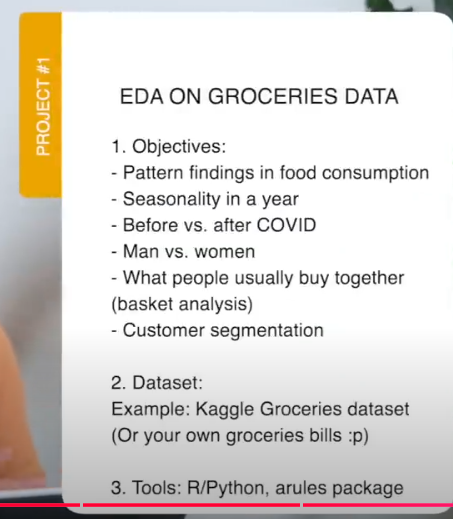 PROJECT #1
EDA ON GROCERIES DATA
1. Objectives:
- Pattern findings in food consumption
- Seasonality in a year
- Before vs. after COVID
- Man vs. women
- What people usually buy together
(basket analysis)
- Customer segmentation
2. Dataset:
Example: Kaggle Groceries dataset
(Or your own groceries bills :p)
3. Tools: R/Python, arules package